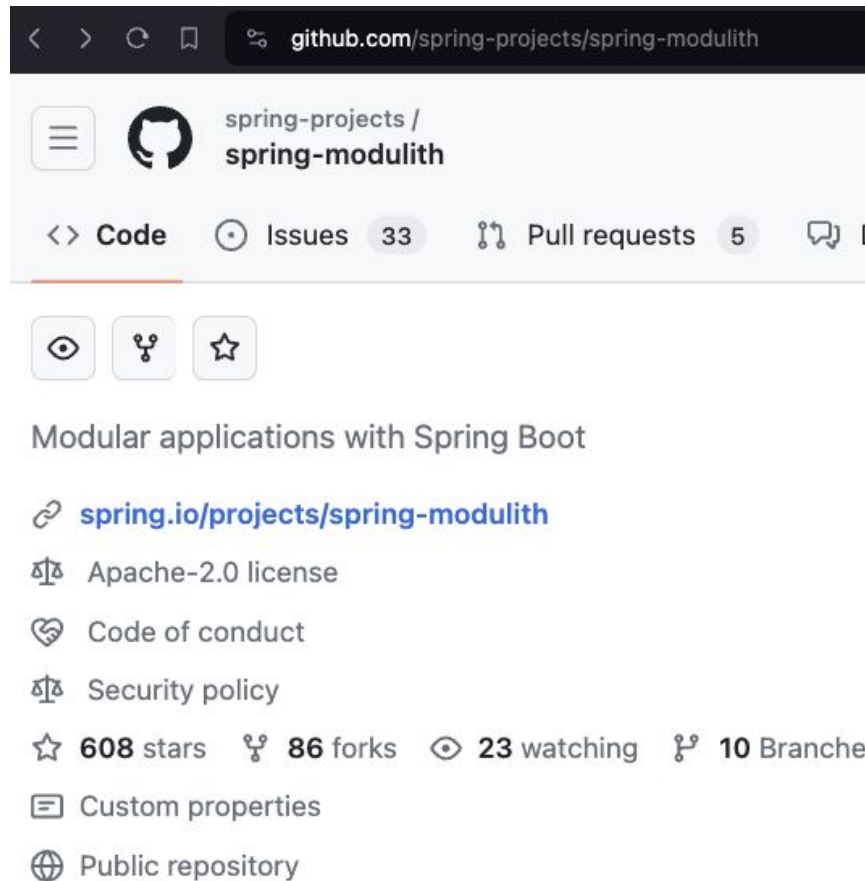 github.com/spring-projects/spring-modulith
spring-projects /
spring-modulith
Code Issues 33 Pull requests 5
Modular applications with Spring Boot
spring.io/projects/spring-modulith
Apache-2.0 license
Code of conduct
Security policy
608 stars 86 forks 23 watching 10 Branche
Custom properties
Public repository